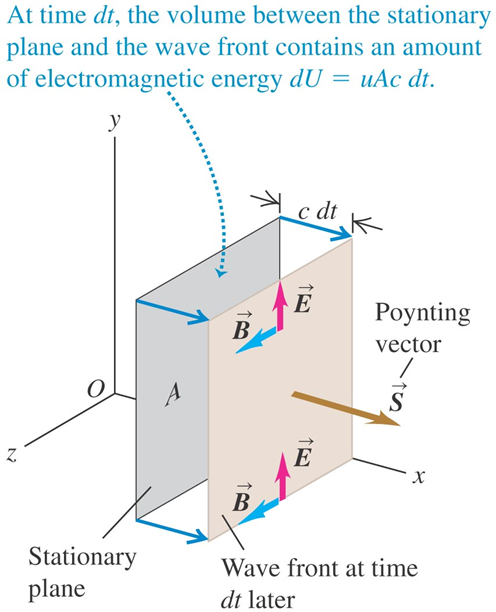 At time dt, the volume between the stationary
plane and the wave front contains an amount
of electromagnetic energy dU = uAc dt.
y
c dt
E⃗
B⃗
Poynting
vector
O
A
S⃗
z
E⃗
x
B⃗
Stationary
plane
Wave front at time
dt later